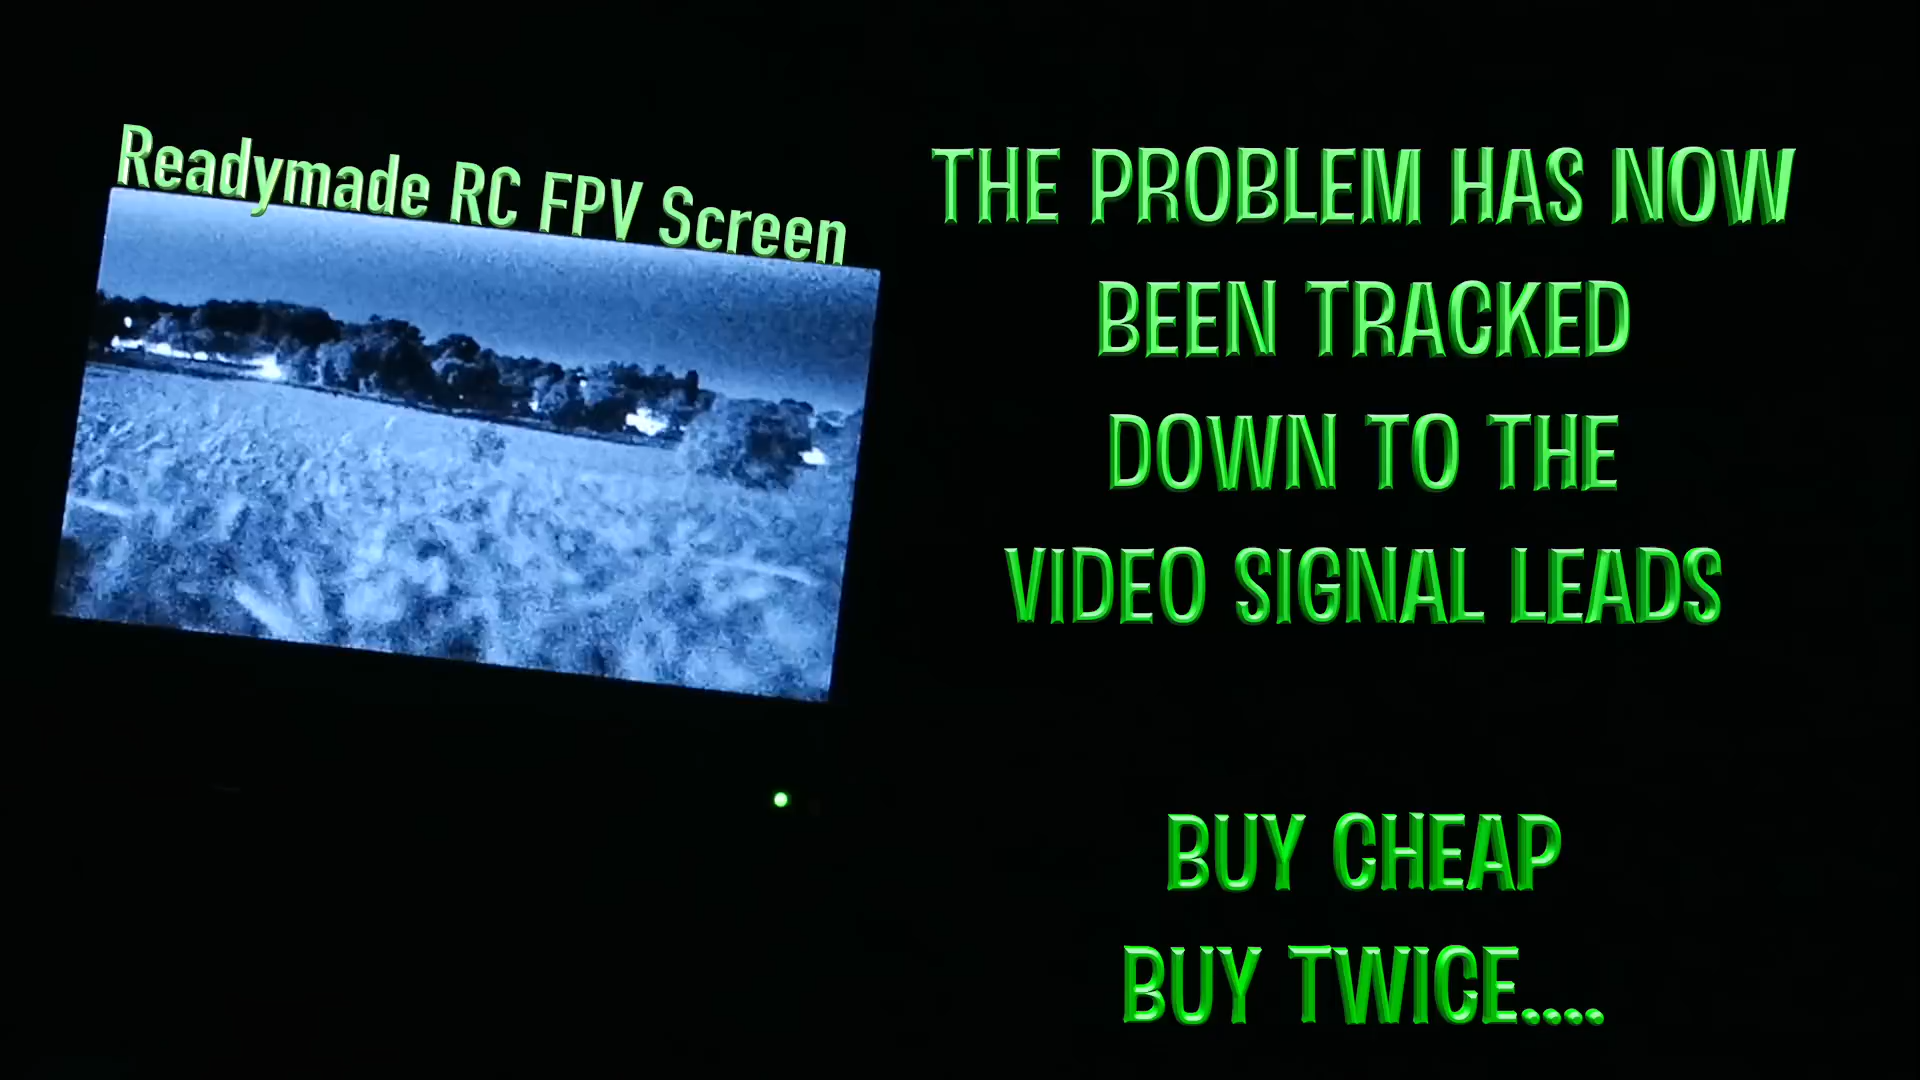 Readymade RC FPV Screen
THE PROBLEM HAS NOW
BEEN TRACKED
DOWN TO THE
VIDEO SIGNAL LEADS
BUY CHEAP
BUY TWICE....